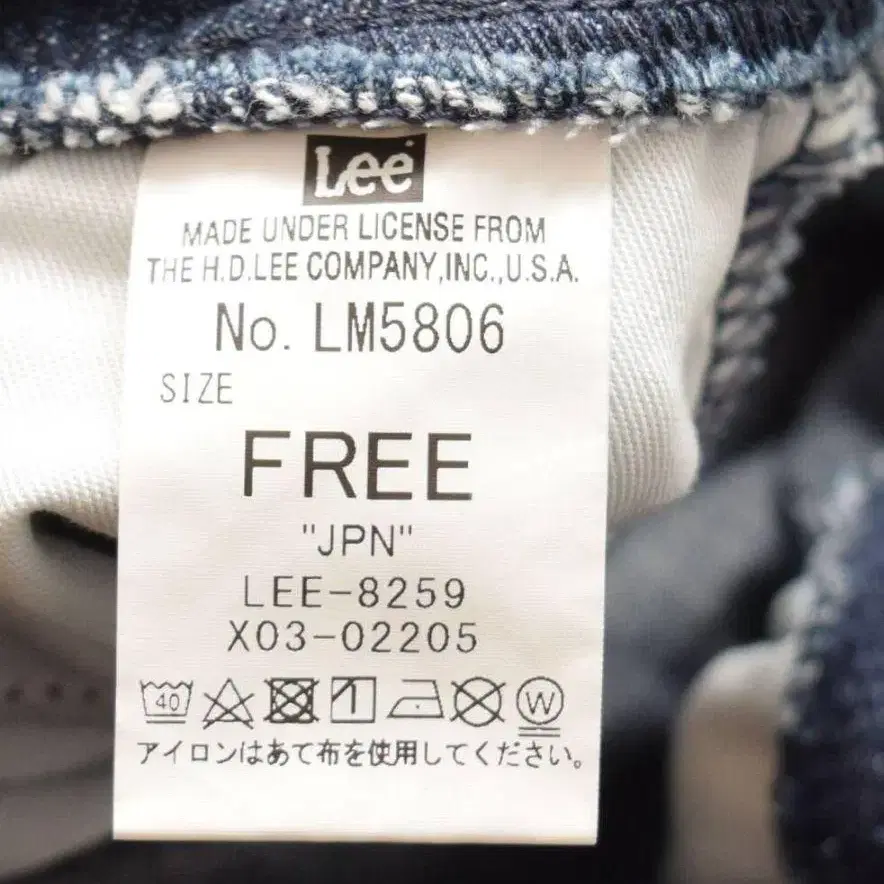 Lee
MADE UNDER LICENSE FROM
THE H.D.LEE COMPANY,INC.,U.S.A.
No. LM5806
SIZE
FREE
"JPN"
LEE-8259
X03-02205
40 W
アイロンはあて布を使用してください。